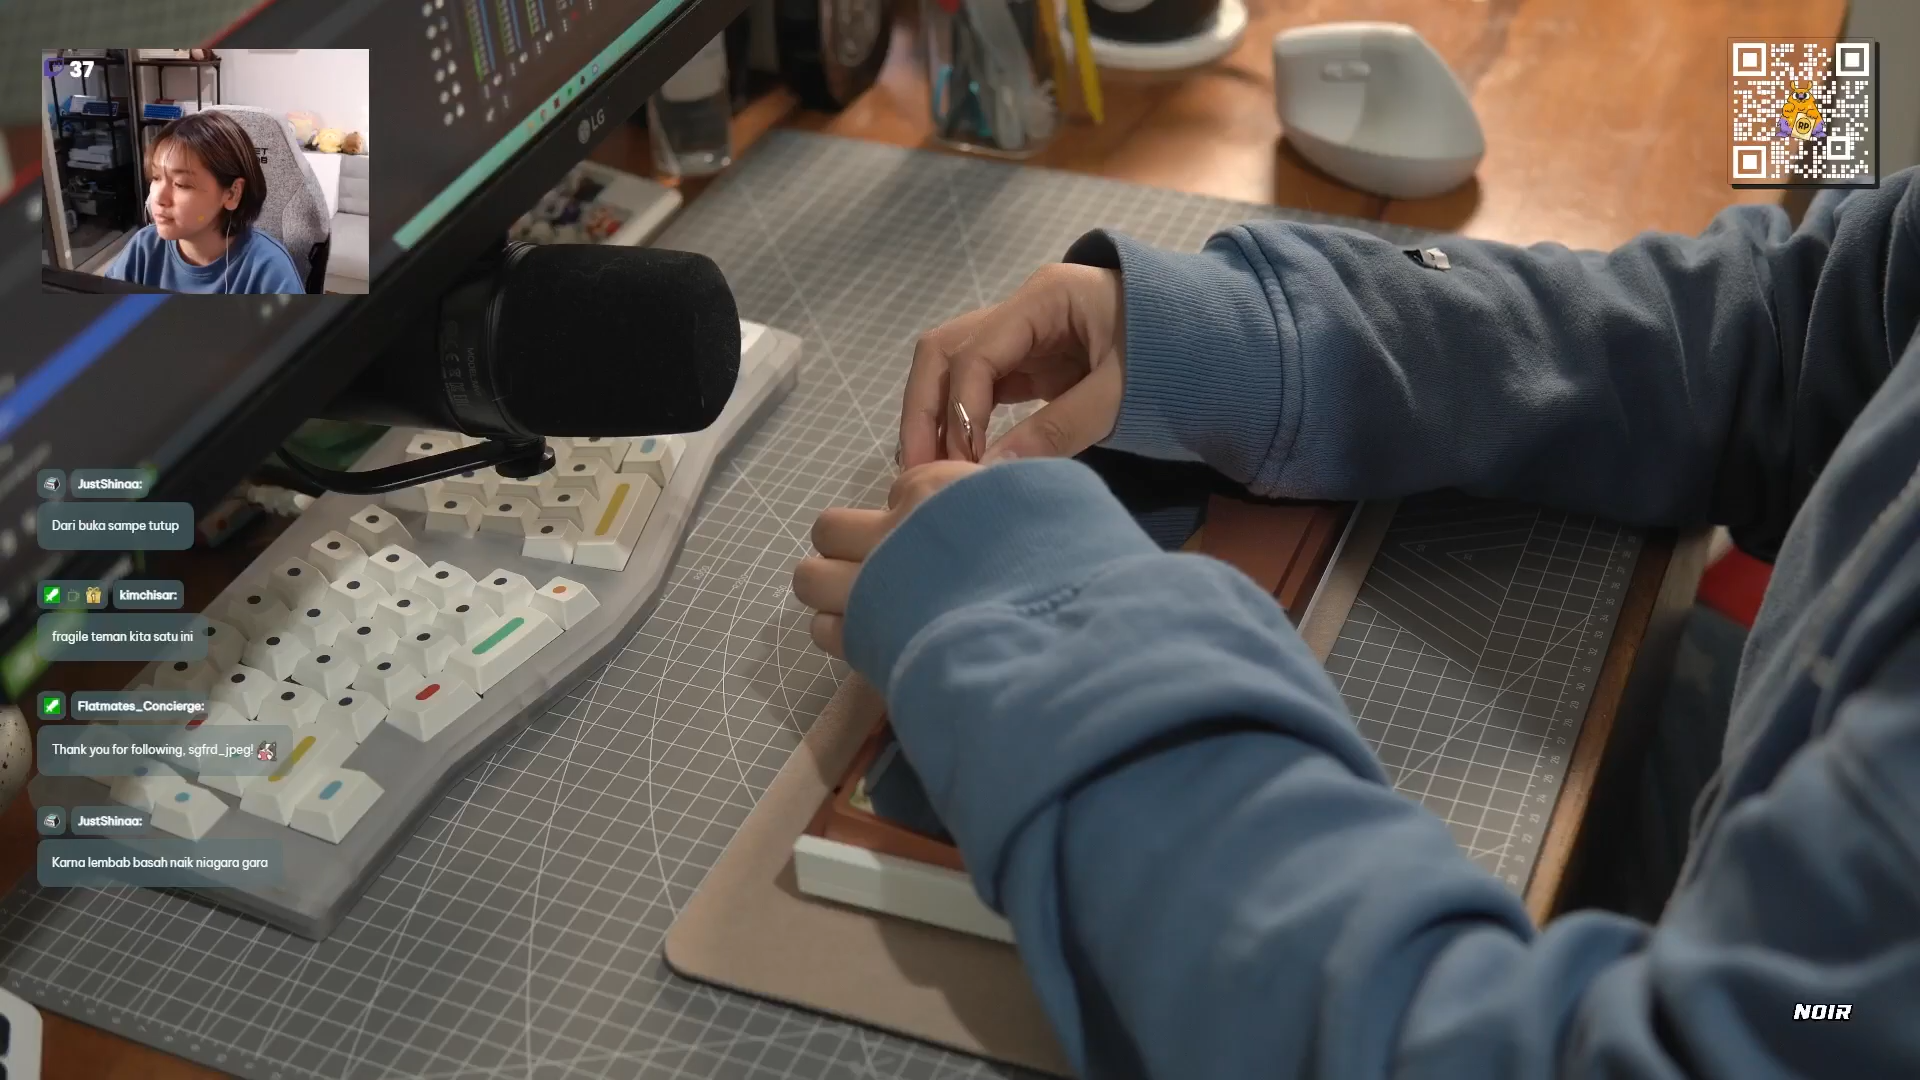 37
LG
RP
JustShinaa:
Dari buka sampe tutup
kimchisar:
fragile teman kita satu ini
Flatmates_Concierge:
Thank you for following, sgfrd_jpeg!
JustShinaa:
Karna lembab basah naik niagara gara
NOIR